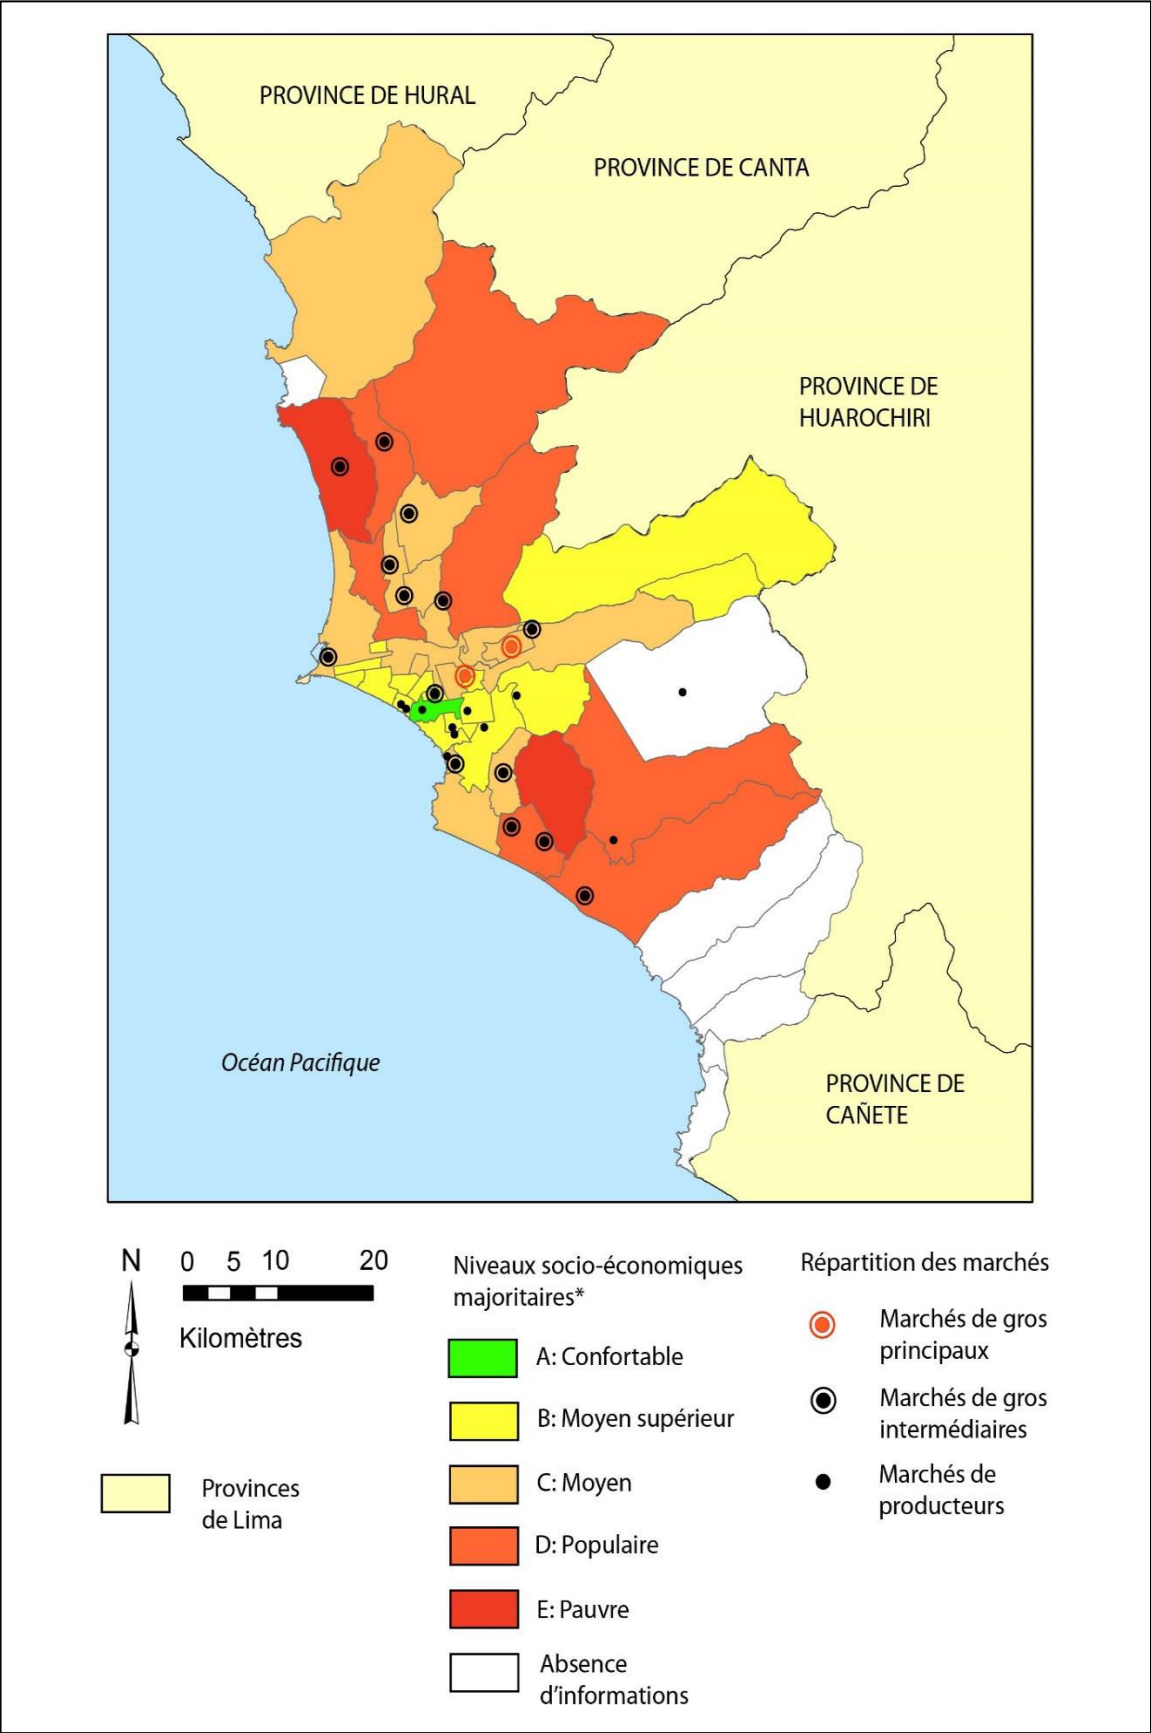 PROVINCE DE HURAL
PROVINCE DE CANTA
PROVINCE DE
HUAROCHIRI
Océan Pacifique
PROVINCE DE
CAÑETE
N
0 5 10 20
Kilomètres
Provinces
de Lima
Niveaux socio-économiques
majoritaires*
A: Confortable
B: Moyen supérieur
C: Moyen
D: Populaire
E: Pauvre
Absence
d'informations
Répartition des marchés
Marchés de gros
principaux
Marchés de gros
intermédiaires
Marchés de
producteurs